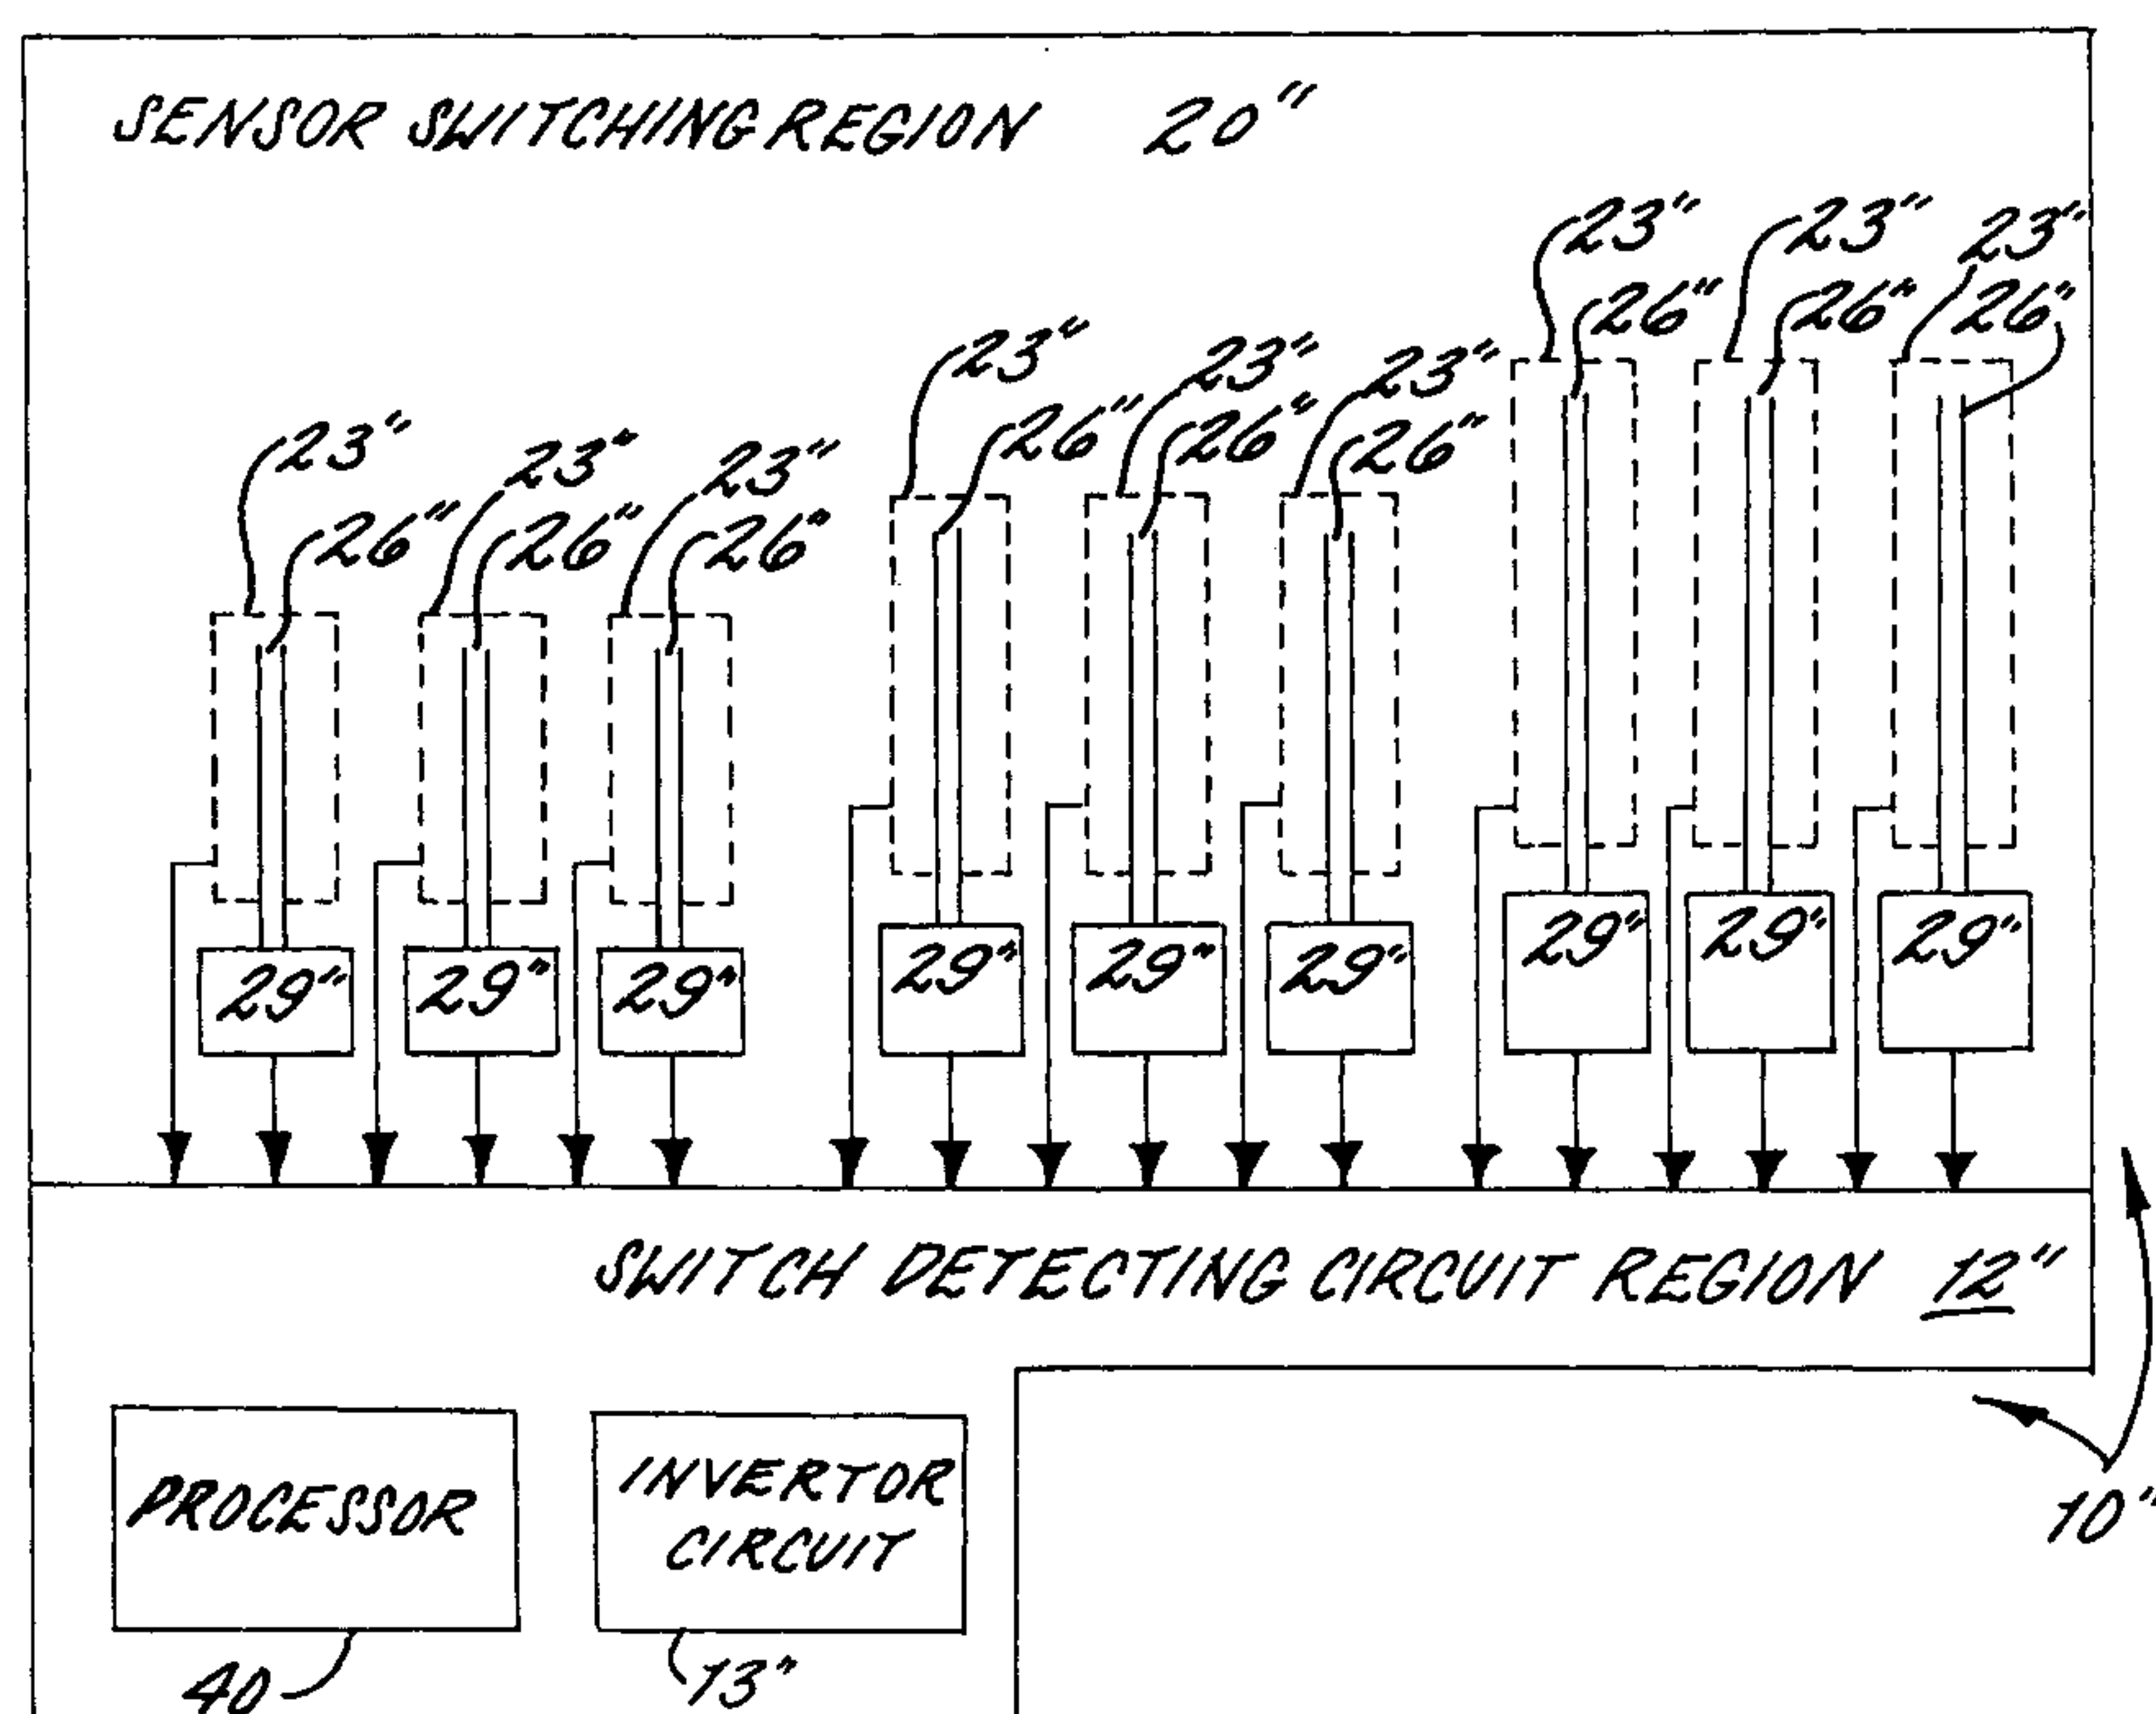 SENSOR SWITCHING REGION 20"
23" 23" 23"
26" 26" 26"
23" 23" 23"
26" 26" 26"
23" 23" 23"
26" 26" 26"
29" 29" 29" 29" 29" 29" 29" 29" 29"
SWITCH DETECTING CIRCUIT REGION 12"
PROCESSOR
INVERTOR
CIRCUIT
10"
40
13"